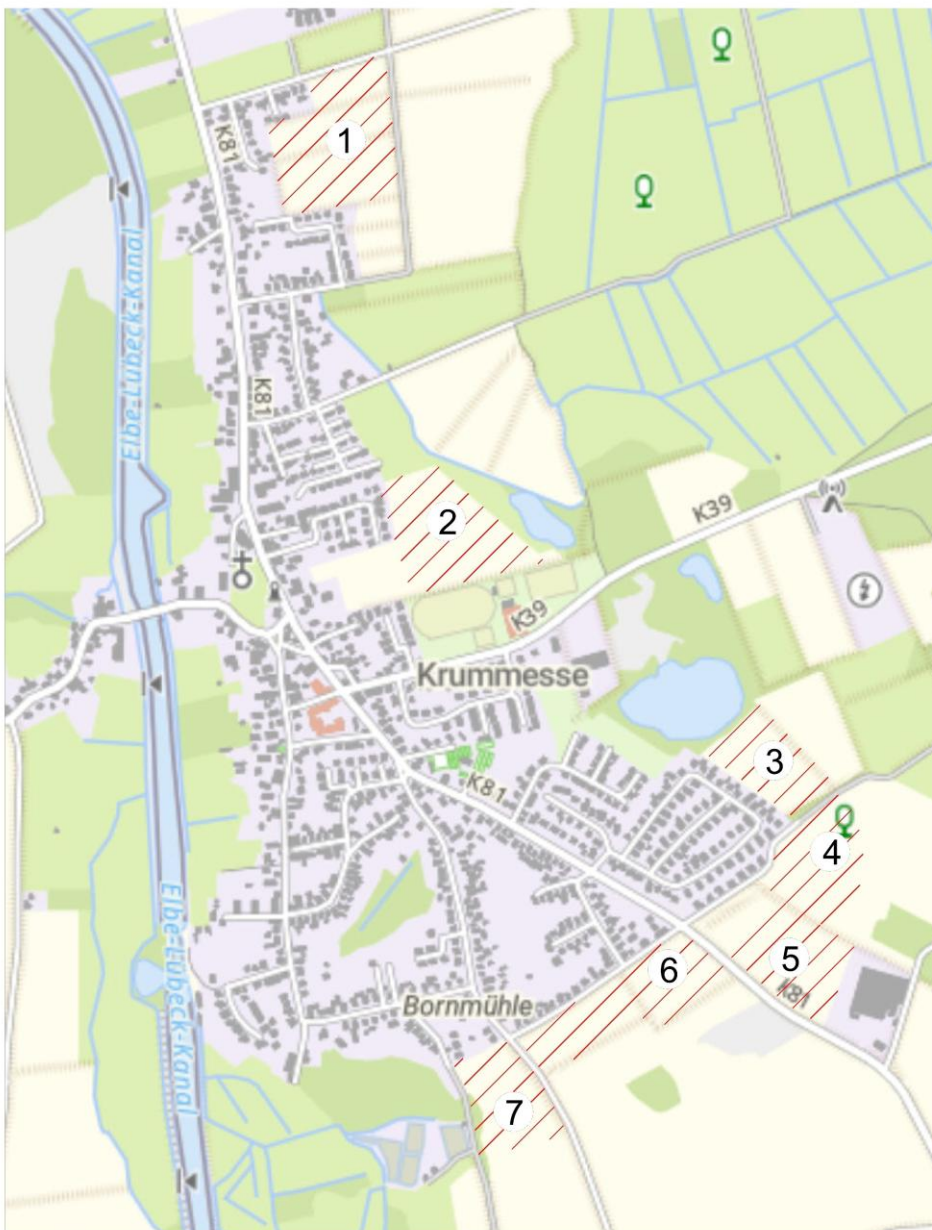 1
K81
Elbe-Lübeck-Kanal
K81
2
K39
K39
Krummesse
3
K81
4
5
6
K81
Elbe-Lübeck-Kanal
Bornmühle
7